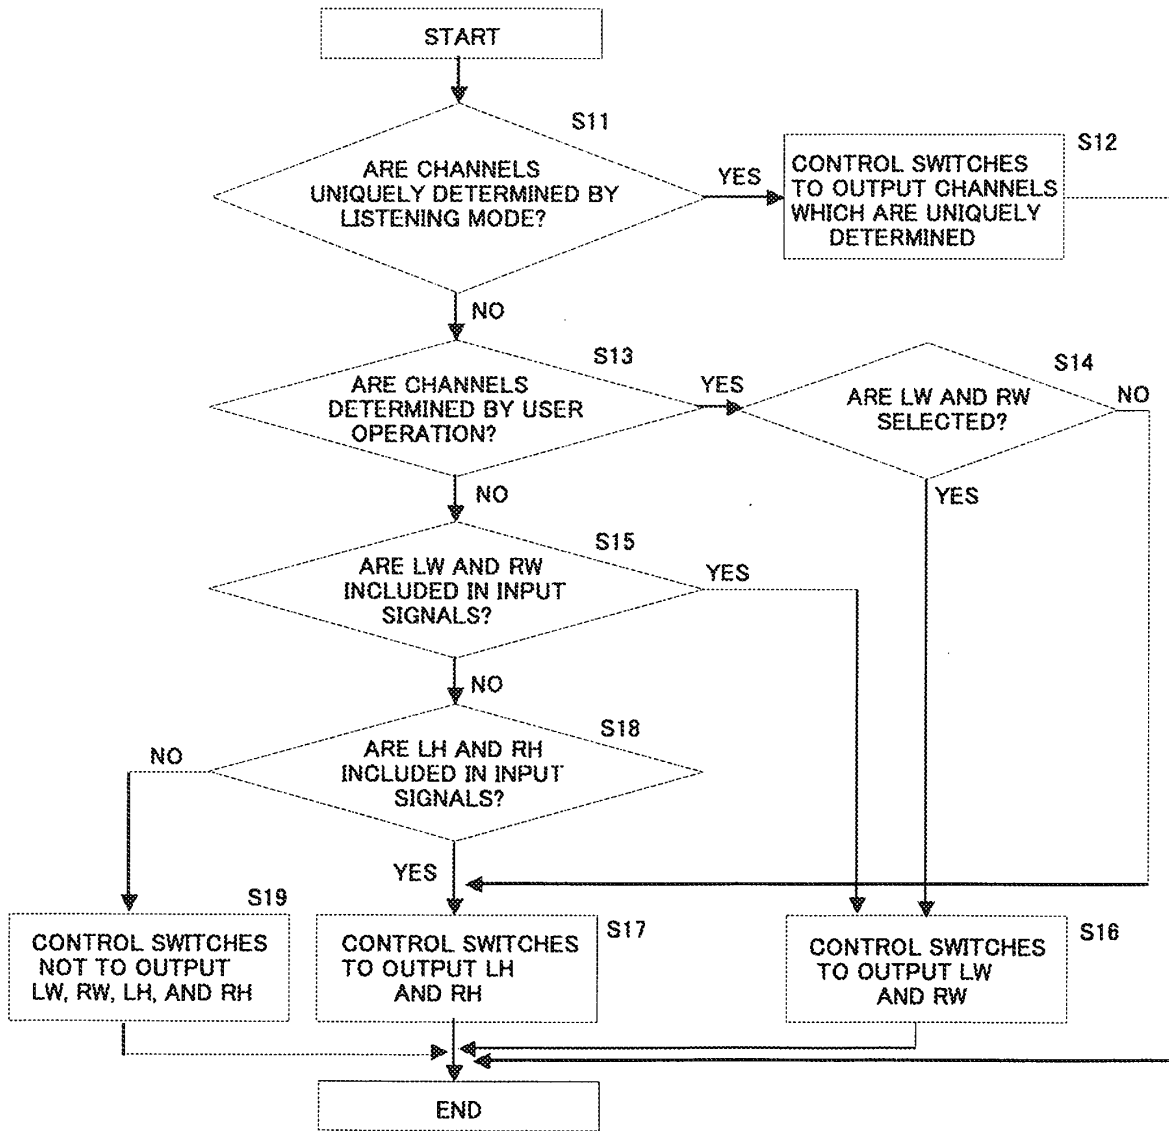 START
S11
ARE CHANNELS
UNIQUELY DETERMINED BY
LISTENING MODE?
YES
S12
CONTROL SWITCHES
TO OUTPUT CHANNELS
WHICH ARE UNIQUELY
DETERMINED
NO
S13
ARE CHANNELS
DETERMINED BY USER
OPERATION?
YES
S14
ARE LW AND RW
SELECTED?
NO
YES
NO
S15
ARE LW AND RW
INCLUDED IN INPUT
SIGNALS?
YES
NO
S18
ARE LH AND RH
INCLUDED IN INPUT
SIGNALS?
NO
YES
S19
CONTROL SWITCHES
NOT TO OUTPUT
LW, RW, LH, AND RH
S17
CONTROL SWITCHES
TO OUTPUT LH
AND RH
S16
CONTROL SWITCHES
TO OUTPUT LW
AND RW
END